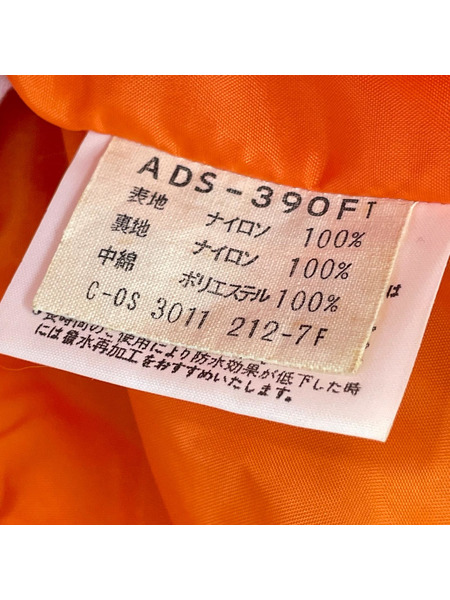 ADS-390FT
表地 ナイロン 100%
裏地 ナイロン 100%
中綿 ポリエステル 100%
C-OS 3011 212-7F
は
長時間のご使用により防水効果が低下した時
には撥水再加工をおすすめいたします。